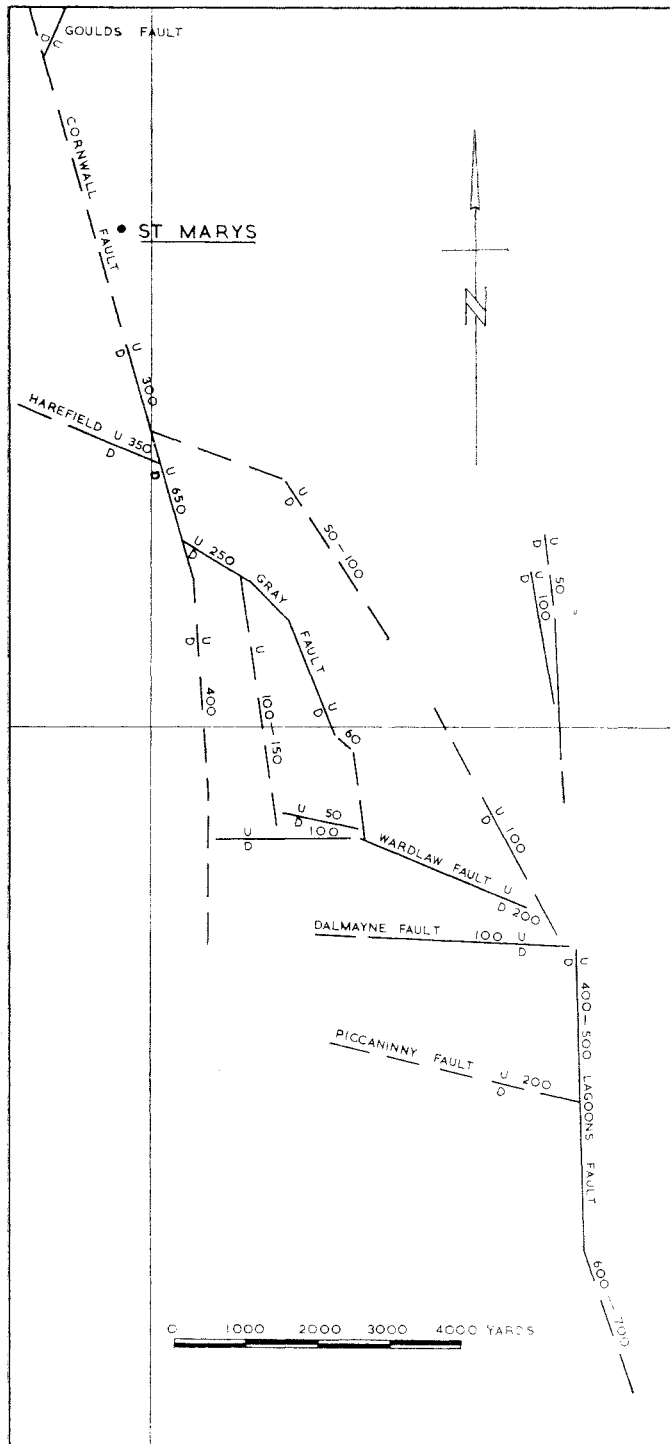 D U
GOULDS FAULT
CORNWALL FAULT
ST MARYS
N
D U
300
HAREFIELD U 350
D
D U
650
U 250
D
GRAY FAULT
U
D
50-100
D U
50
D U
100
D U
400
U
100-150
U
D
60
U 50
D
U 100
D
U 100
D
WARDLAW FAULT U
D 200
DALMAYNE FAULT 100 U
D
D U
400-500 LAGOONS FAULT
PICCANINNY FAULT U 200
D
600-700
0 1000 2000 3000 4000 YARDS